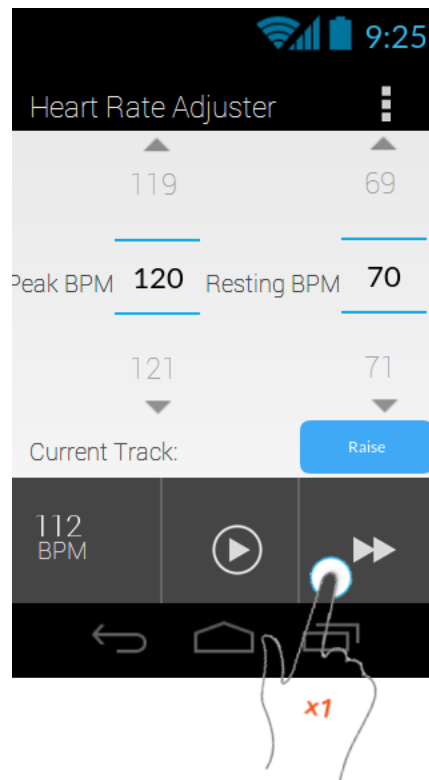 9:25
Heart Rate Adjuster
119 69
Peak BPM 120 Resting BPM 70
121 71
Current Track: Raise
112
BPM
x1